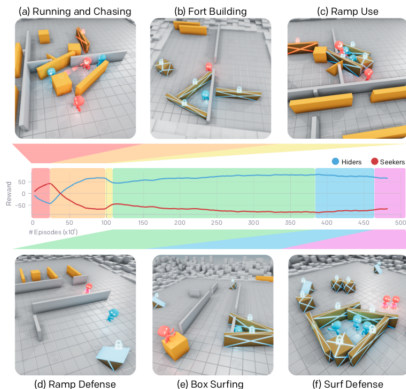 (a) Running and Chasing
(b) Fort Building
(c) Ramp Use
Hiders
Seekers
Reward
50
0
-50
0
50
100
150
200
250
300
350
400
450
500
# Episodes (x10⁶)
(d) Ramp Defense
(e) Box Surfing
(f) Surf Defense